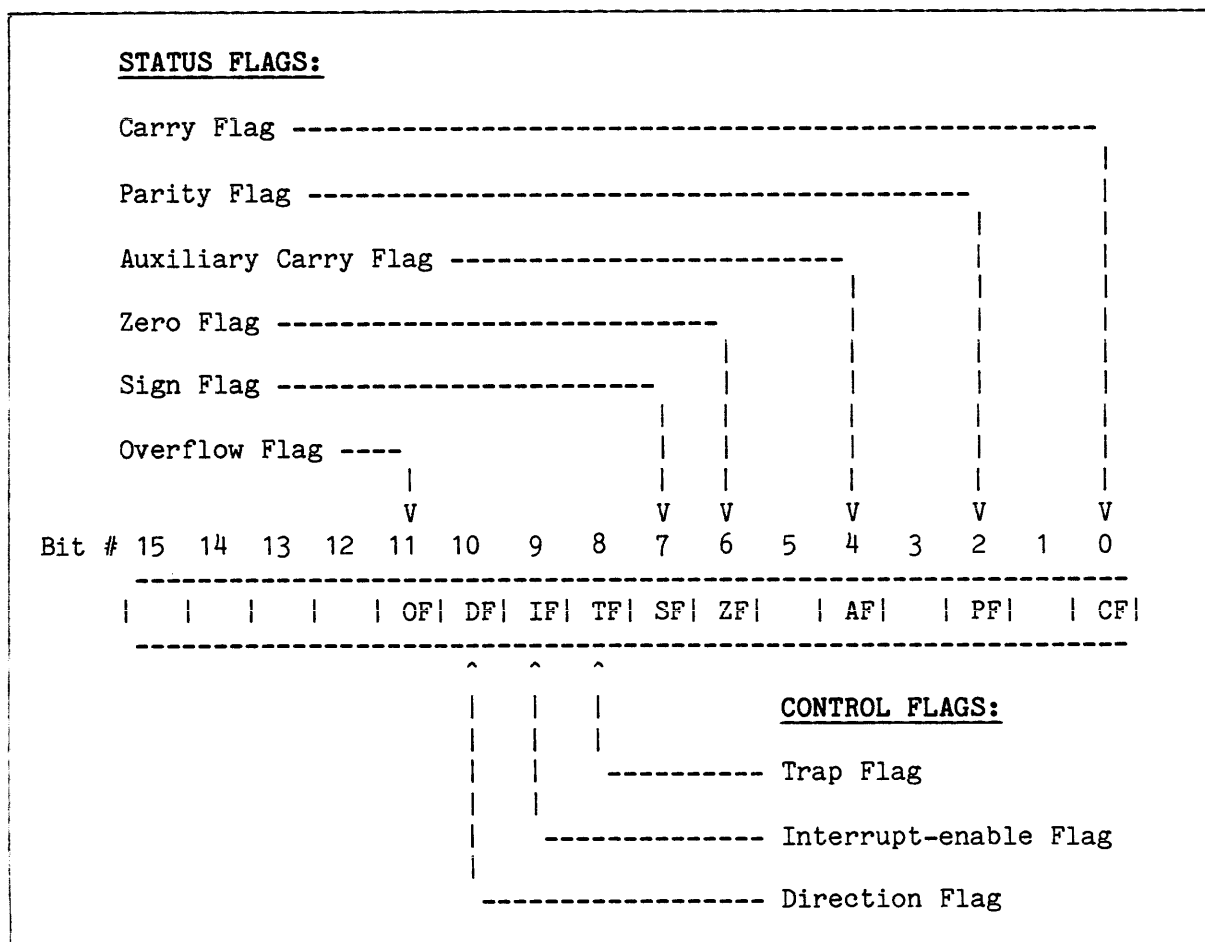 STATUS FLAGS:
Carry Flag
Parity Flag
Auxiliary Carry Flag
Zero Flag
Sign Flag
Overflow Flag
Bit # 15 14 13 12 11 10 9 8 7 6 5 4 3 2 1 0
OF DF IF TF SF ZF AF PF CF
CONTROL FLAGS:
Trap Flag
Interrupt-enable Flag
Direction Flag